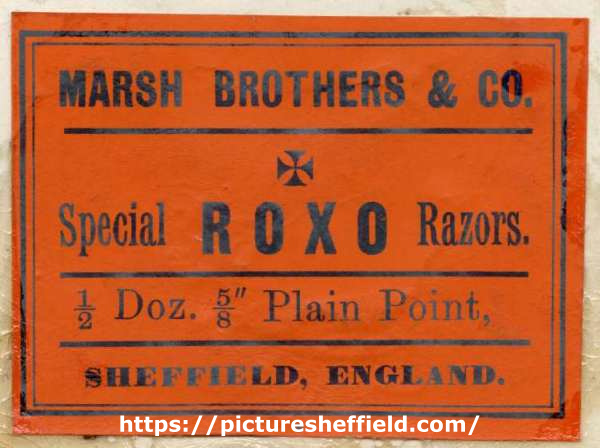 MARSH BROTHERS & CO.
✠
Special ROXO Razors.
½ Doz. ⅝" Plain Point,
SHEFFIELD, ENGLAND.
https://picturesheffield.com/